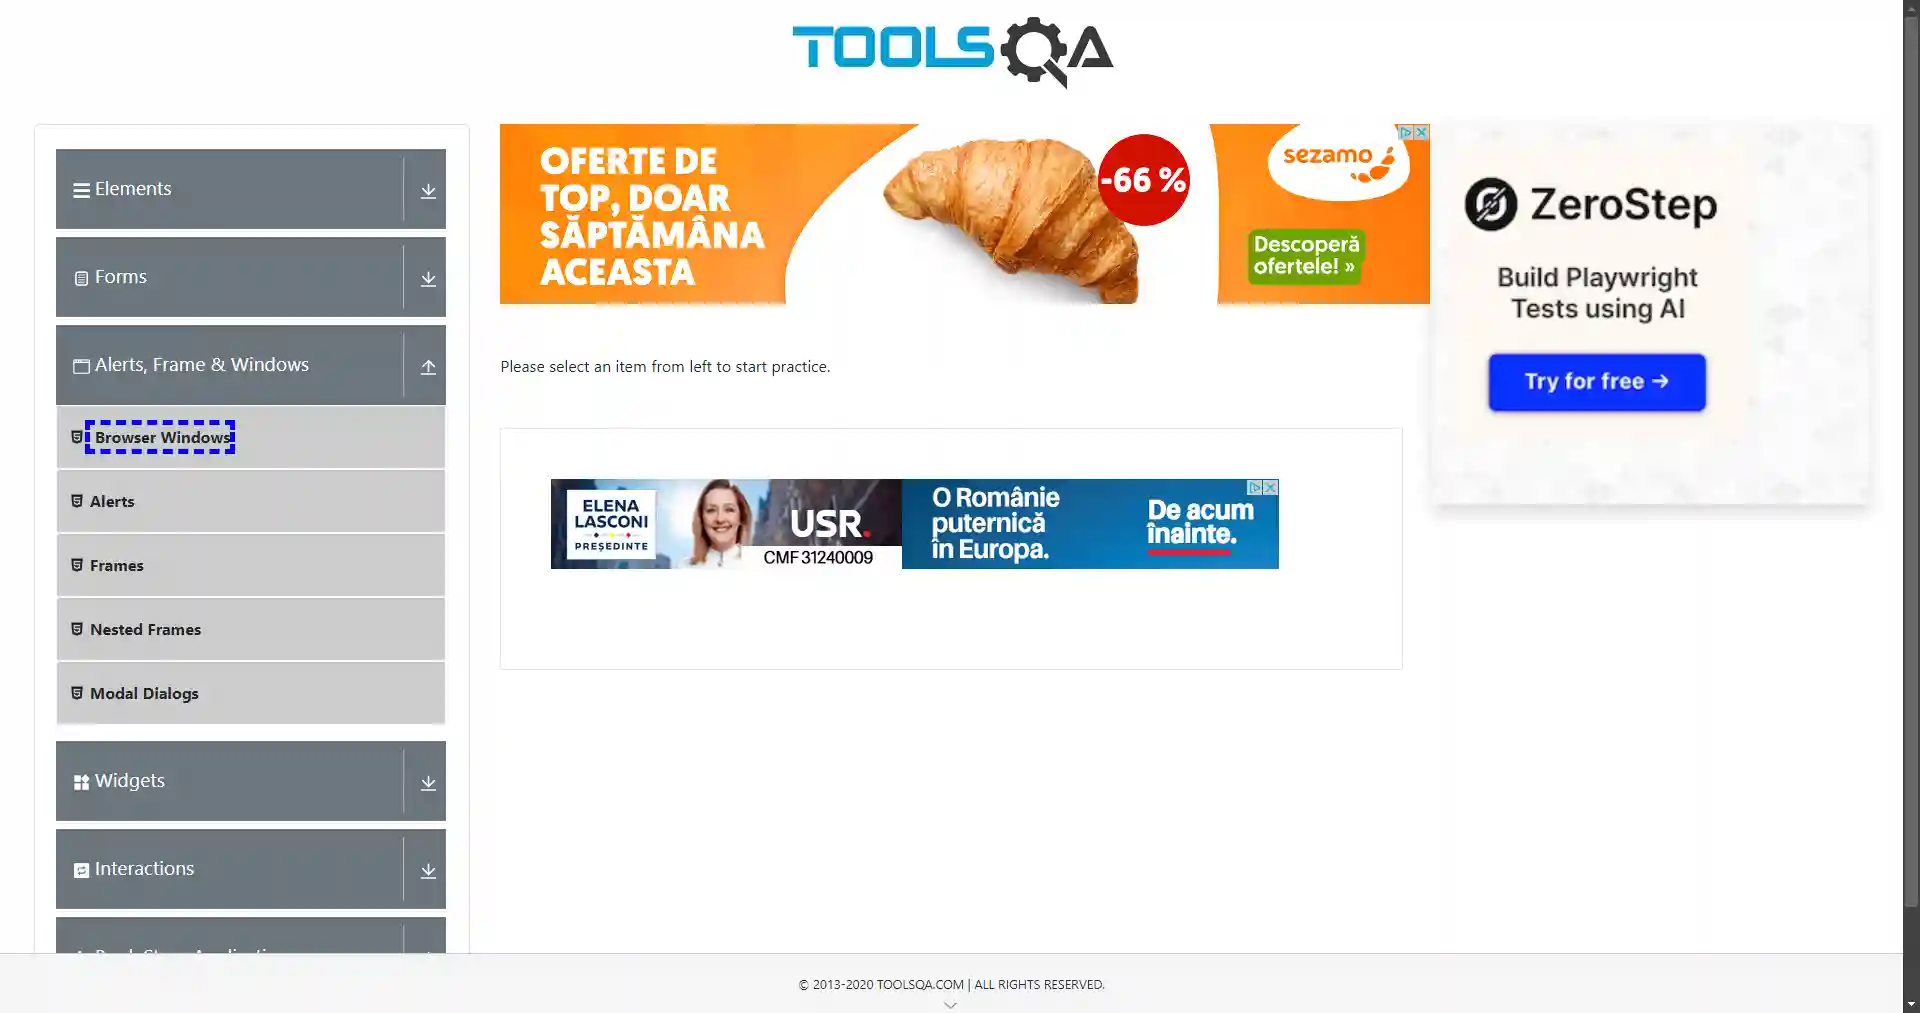 TOOLSQA
Elements
Forms
Alerts, Frame & Windows
Browser Windows
Alerts
Frames
Nested Frames
Modal Dialogs
Widgets
Interactions
OFERTE DE
TOP, DOAR
SĂPTĂMÂNA
ACEASTA
-66 %
sezamo
Descoperă
ofertele! »
Please select an item from left to start practice.
ELENA
LASCONI
PREȘEDINTE
USR.
CMF 31240009
O Românie
puternică
în Europa.
De acum
înainte.
ZeroStep
Build Playwright
Tests using AI
Try for free →
© 2013-2020 TOOLSQA.COM | ALL RIGHTS RESERVED.